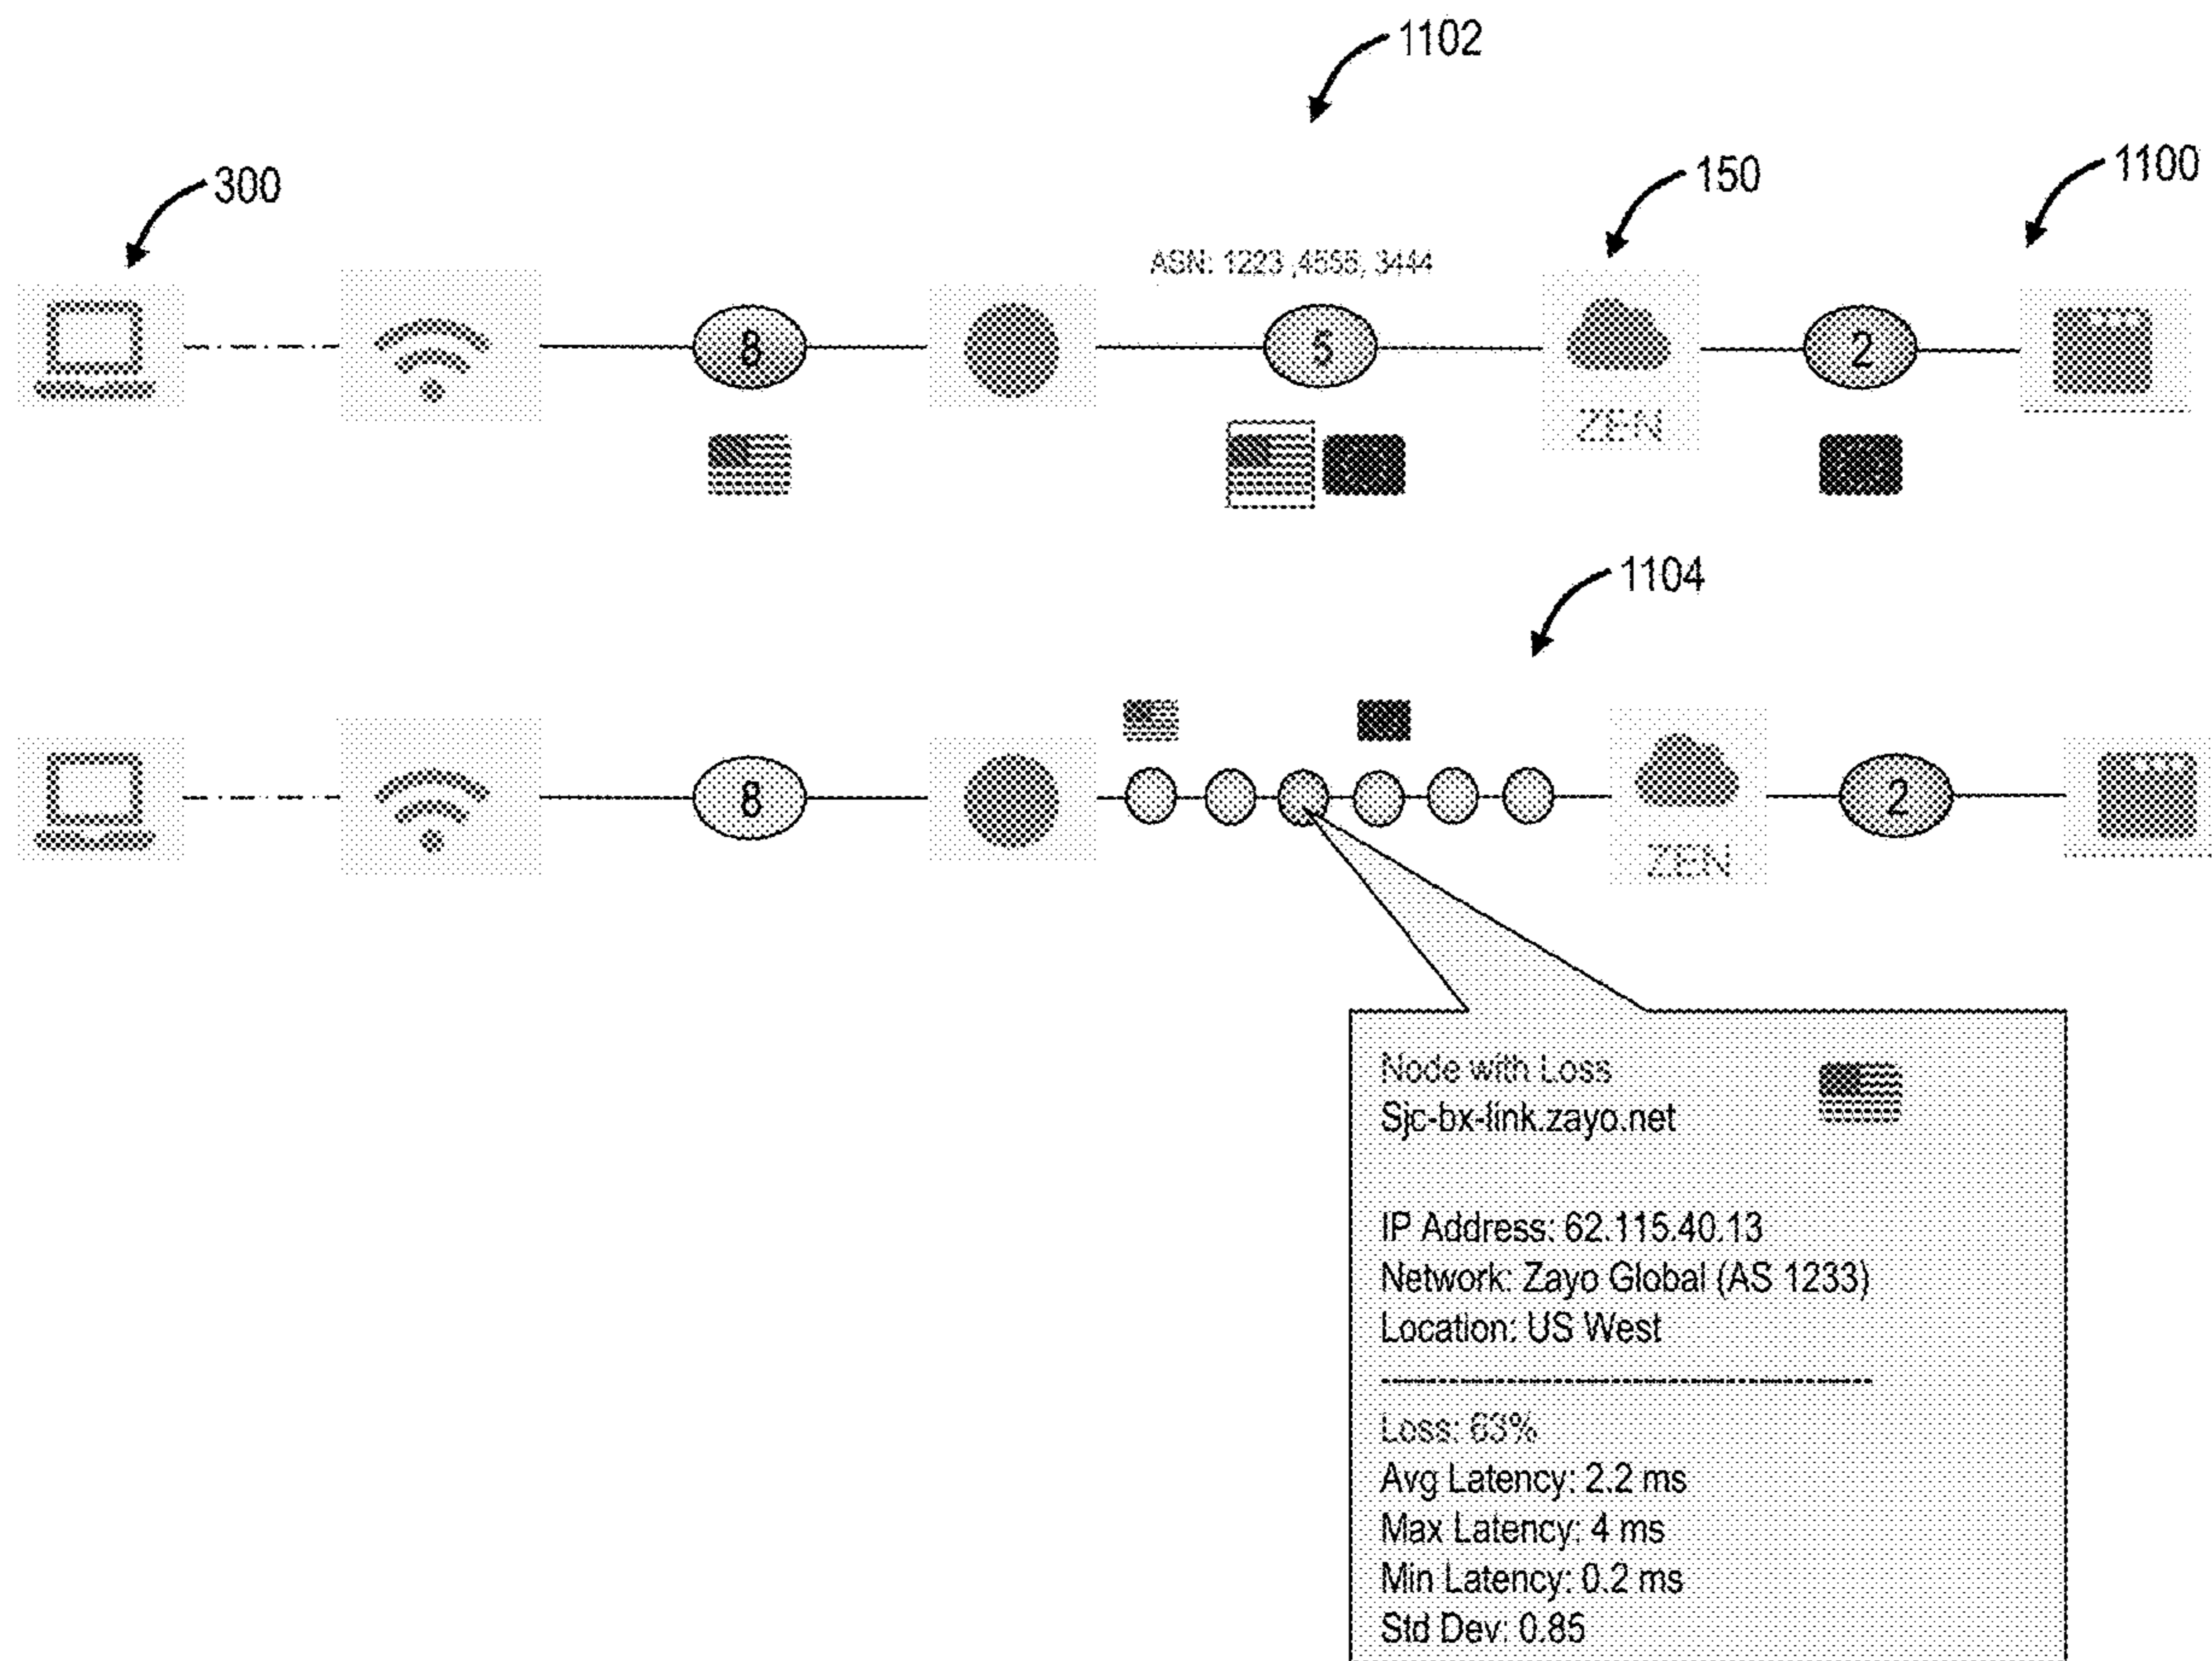 1102
300
150
1100
ASN: 1223 ,4555, 3444
8
5
2
ZEN
1104
8
2
ZEN
Node with Loss
Sjc-bx-link.zayo.net
IP Address: 62.115.40.13
Network: Zayo Global (AS 1233)
Location: US West
Loss: 63%
Avg Latency: 2.2 ms
Max Latency: 4 ms
Min Latency: 0.2 ms
Std Dev: 0.85